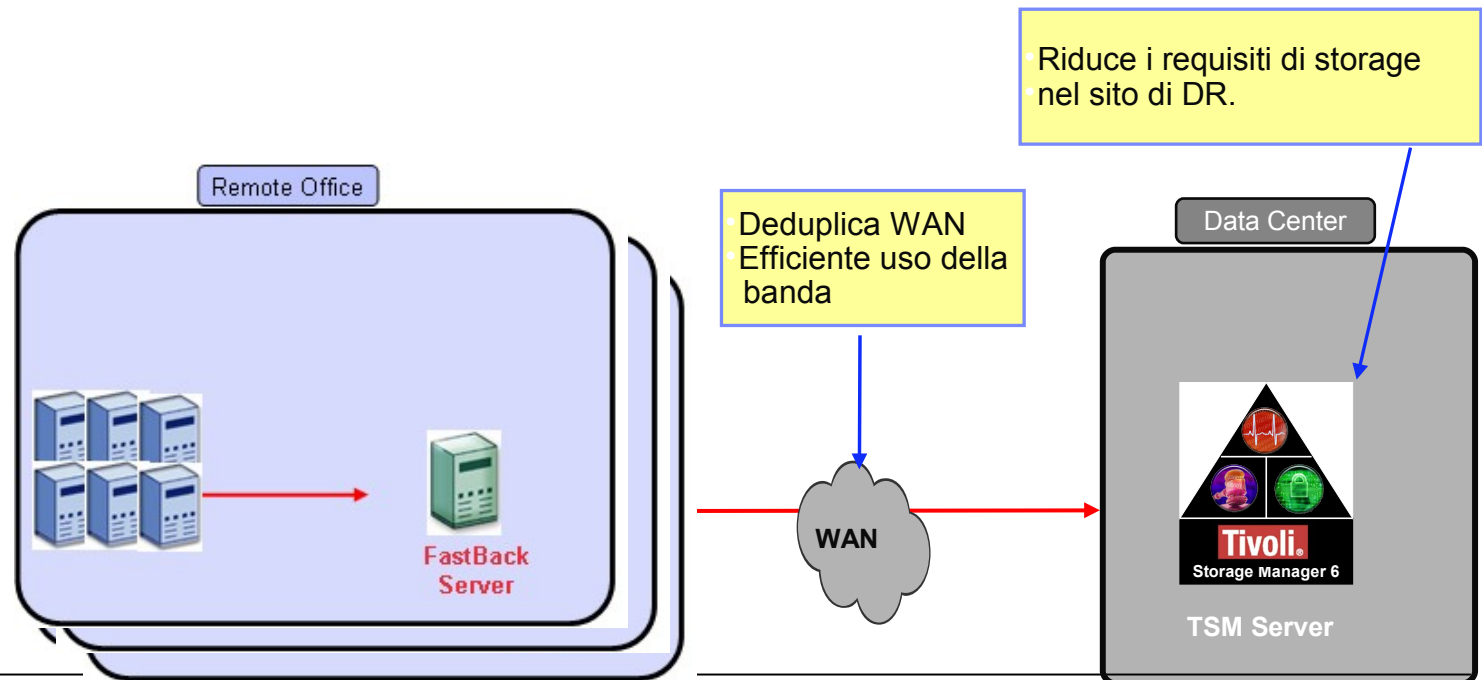 Riduce i requisiti di storage
nel sito di DR.
Remote Office
Deduplica WAN
Efficiente uso della
banda
Data Center
FastBack
Server
WAN
Tivoli®
Storage Manager 6
TSM Server